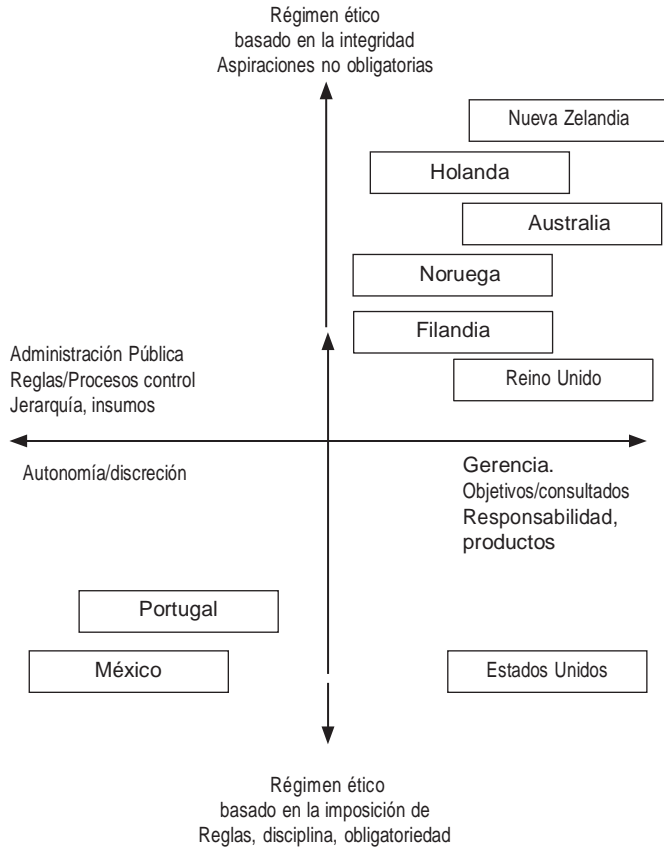 Régimen ético
basado en la integridad
Aspiraciones no obligatorias
Nueva Zelandia
Holanda
Australia
Noruega
Filandia
Reino Unido
Administración Pública
Reglas/Procesos control
Jerarquía, insumos
Autonomía/discreción
Gerencia.
Objetivos/consultados
Responsabilidad,
productos
Portugal
México
Estados Unidos
Régimen ético
basado en la imposición de
Reglas, disciplina, obligatoriedad